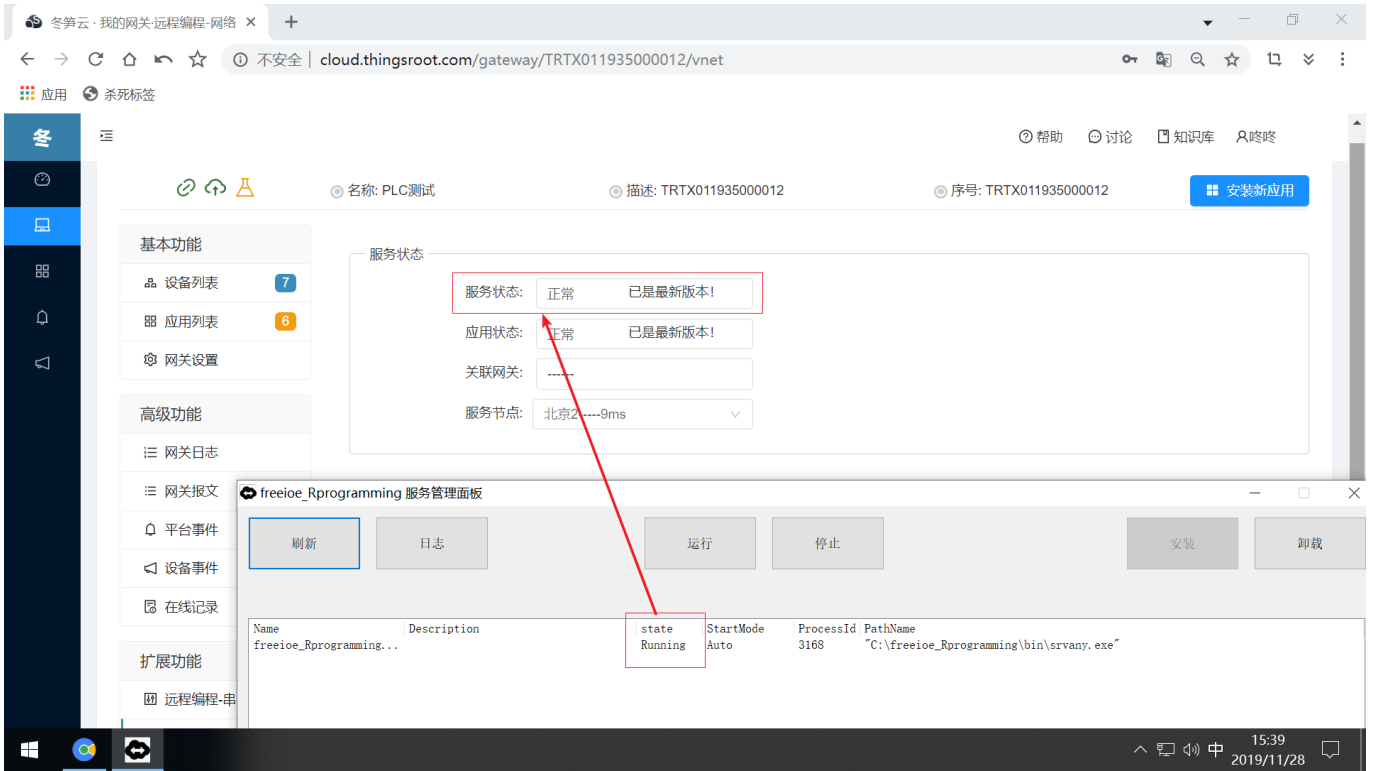 冬笋云 · 我的网关·远程编程-网络
不安全 | cloud.thingsroot.com/gateway/TRTX011935000012/vnet
应用 杀死标签
冬
帮助 讨论 知识库 咚咚
名称: PLC测试 描述: TRTX011935000012 序号: TRTX011935000012 安装新应用
基本功能
设备列表 7
应用列表 6
网关设置
高级功能
网关日志
网关报文
平台事件
设备事件
在线记录
扩展功能
远程编程-串
服务状态
服务状态: 正常 已是最新版本!
应用状态: 正常 已是最新版本!
关联网关: ------
服务节点: 北京2-----9ms
freeioe_Rprogramming 服务管理面板
刷新 日志 运行 停止 安装 卸载
Name Description state StartMode ProcessId PathName
freeioe_Rprogramming... Running Auto 3168 "C:\freeioe_Rprogramming\bin\srvany.exe"
中 15:39
2019/11/28